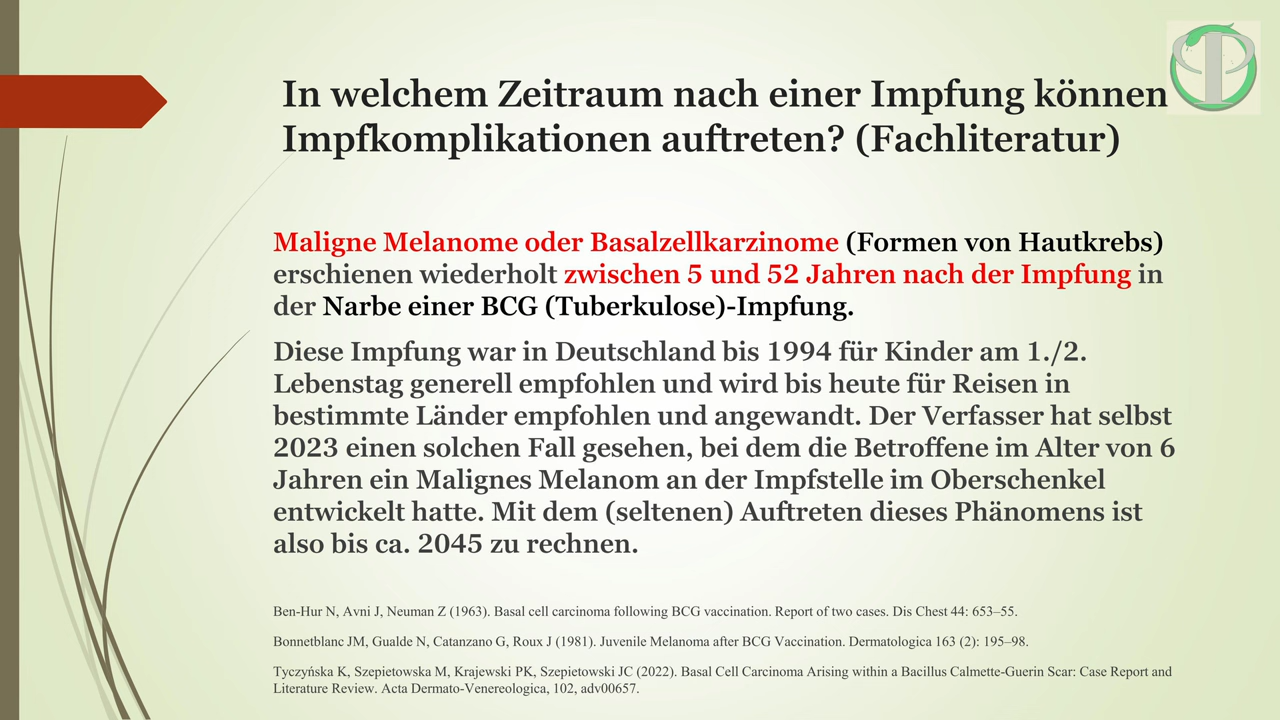 In welchem Zeitraum nach einer Impfung können
Impfkomplikationen auftreten? (Fachliteratur)
Maligne Melanome oder Basalzellkarzinome (Formen von Hautkrebs)
erschienen wiederholt zwischen 5 und 52 Jahren nach der Impfung in
der Narbe einer BCG (Tuberkulose)-Impfung.
Diese Impfung war in Deutschland bis 1994 für Kinder am 1./2.
Lebenstag generell empfohlen und wird bis heute für Reisen in
bestimmte Länder empfohlen und angewandt. Der Verfasser hat selbst
2023 einen solchen Fall gesehen, bei dem die Betroffene im Alter von 6
Jahren ein Malignes Melanom an der Impfstelle im Oberschenkel
entwickelt hatte. Mit dem (seltenen) Auftreten dieses Phänomens ist
also bis ca. 2045 zu rechnen.
Ben-Hur N, Avni J, Neuman Z (1963). Basal cell carcinoma following BCG vaccination. Report of two cases. Dis Chest 44: 653–55.
Bonnetblanc JM, Gualde N, Catanzano G, Roux J (1981). Juvenile Melanoma after BCG Vaccination. Dermatologica 163 (2): 195–98.
Tyczyńska K, Szepietowska M, Krajewski PK, Szepietowski JC (2022). Basal Cell Carcinoma Arising within a Bacillus Calmette-Guerin Scar: Case Report and
Literature Review. Acta Dermato-Venereologica, 102, adv00657.